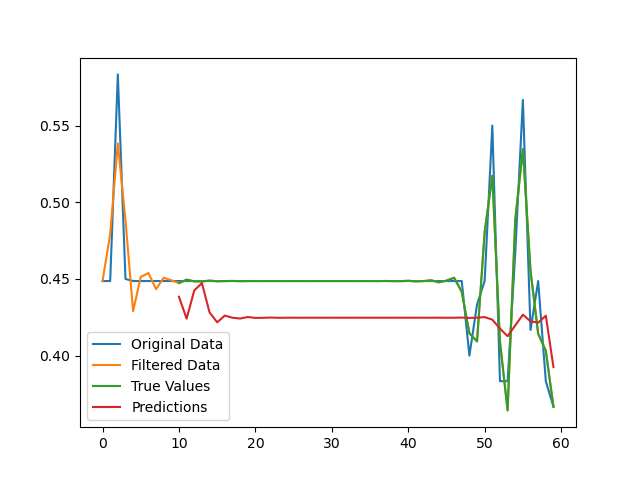 0.55
0.50
0.45
0.40
Original Data
Filtered Data
True Values
Predictions
0 10 20 30 40 50 60